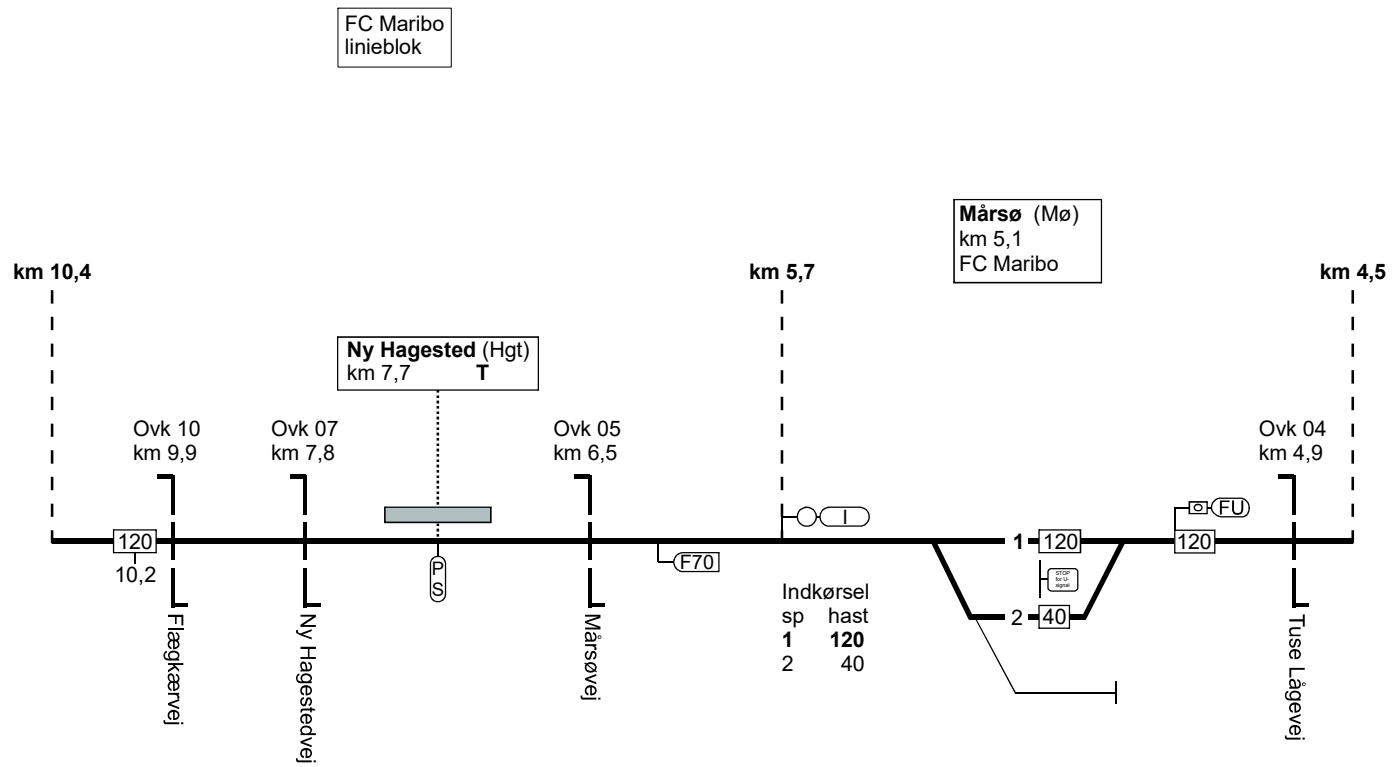 FC Maribo
linieblok
Mårsø (Mø)
km 5,1
FC Maribo
km 10,4
km 5,7
km 4,5
Ny Hagested (Hgt)
km 7,7 T
Ovk 10
km 9,9
Ovk 07
km 7,8
Ovk 05
km 6,5
Ovk 04
km 4,9
I
FU
120
1 120
120
10,2
P
S
F70
STOP
for U-
signal
Indkørsel
sp hast
1 120
2 40
2 40
Flægkærvej
Ny Hagestedvej
Mårsøvej
Tuse Lågevej